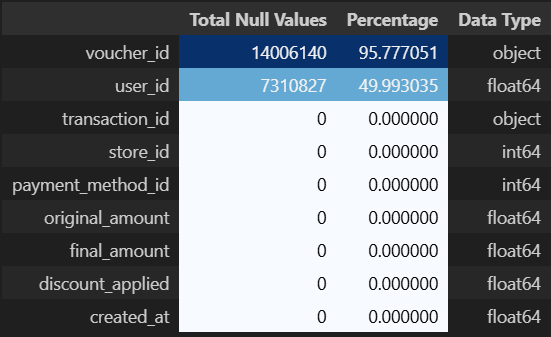 Total Null Values Percentage Data Type
voucher_id 14006140 95.777051 object
user_id 7310827 49.993035 float64
transaction_id 0 0.000000 object
store_id 0 0.000000 int64
payment_method_id 0 0.000000 int64
original_amount 0 0.000000 float64
final_amount 0 0.000000 float64
discount_applied 0 0.000000 float64
created_at 0 0.000000 float64